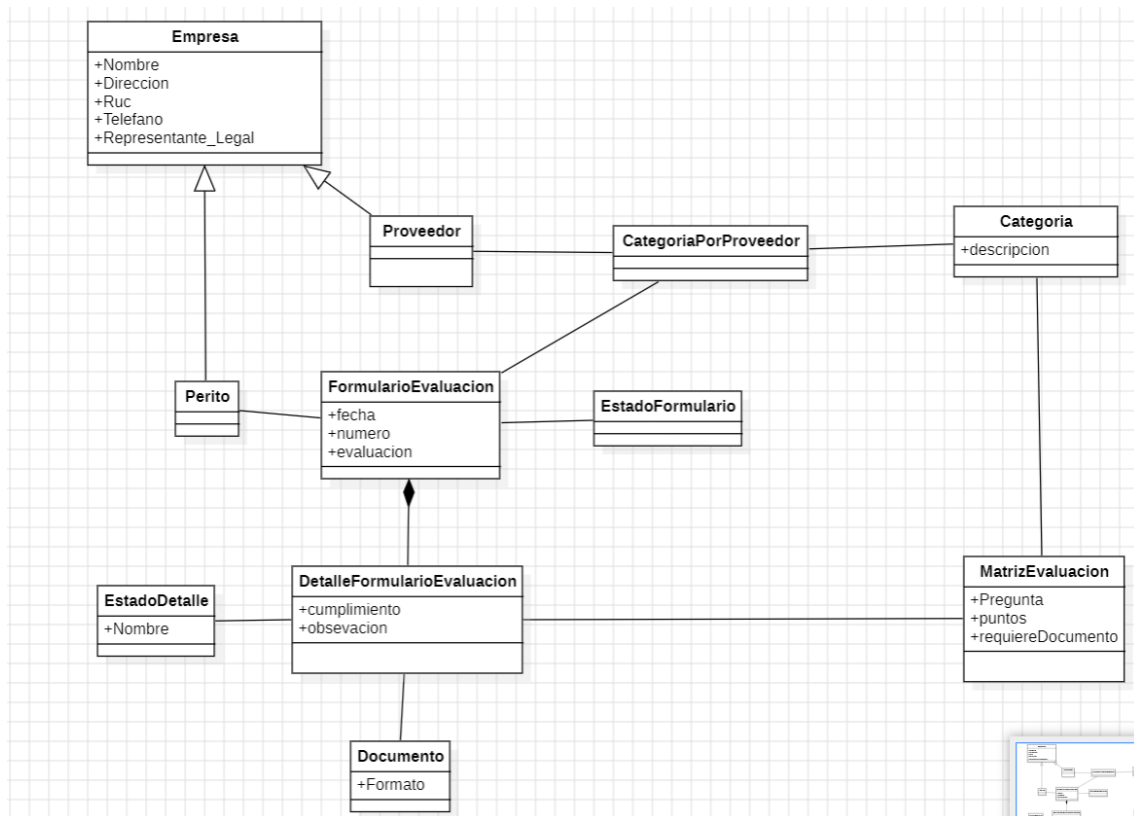 Empresa
+Nombre
+Direccion
+Ruc
+Telefano
+Representante_Legal
Proveedor
CategoriaPorProveedor
Categoria
+descripcion
Perito
FormularioEvaluacion
+fecha
+numero
+evaluacion
EstadoFormulario
EstadoDetalle
+Nombre
DetalleFormularioEvaluacion
+cumplimiento
+obsevacion
MatrizEvaluacion
+Pregunta
+puntos
+requiereDocumento
Documento
+Formato